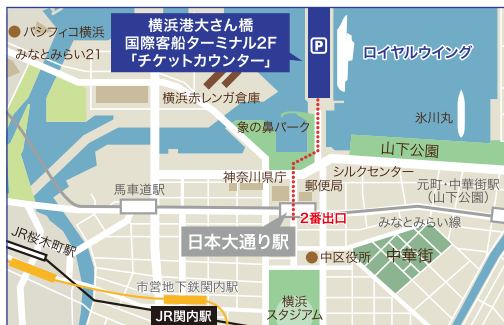 パシフィコ横浜
みなとみらい21
横浜港大さん橋
国際客船ターミナル2F
「チケットカウンター」
P
ロイヤルウイング
横浜赤レンガ倉庫
氷川丸
象の鼻パーク
山下公園
神奈川県庁
シルクセンター
郵便局
馬車道駅
元町・中華街駅
(山下公園)
2番出口
みなとみらい線
日本大通り駅
JR桜木町駅
中区役所
中華街
市営地下鉄関内駅
JR関内駅
横浜
スタジアム